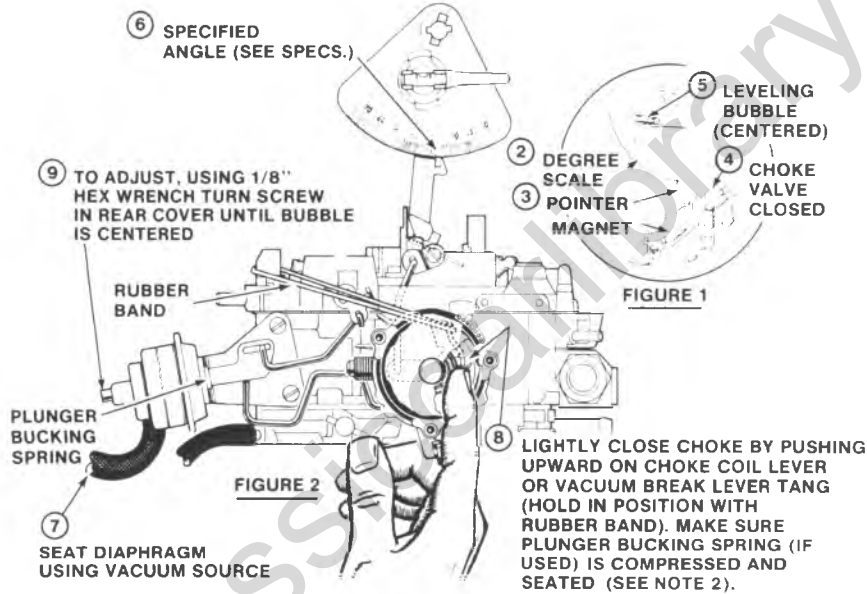 6 SPECIFIED
ANGLE (SEE SPECS.)
5 LEVELING
BUBBLE
(CENTERED)
2 DEGREE
SCALE
4 CHOKE
VALVE
CLOSED
3 POINTER
MAGNET
FIGURE 1
9 TO ADJUST, USING 1/8"
HEX WRENCH TURN SCREW
IN REAR COVER UNTIL BUBBLE
IS CENTERED
RUBBER
BAND
PLUNGER
BUCKING
SPRING
FIGURE 2
7
SEAT DIAPHRAGM
USING VACUUM SOURCE
8
LIGHTLY CLOSE CHOKE BY PUSHING
UPWARD ON CHOKE COIL LEVER
OR VACUUM BREAK LEVER TANG
(HOLD IN POSITION WITH
RUBBER BAND). MAKE SURE
PLUNGER BUCKING SPRING (IF
USED) IS COMPRESSED AND
SEATED (SEE NOTE 2).
ssiccarlibrary